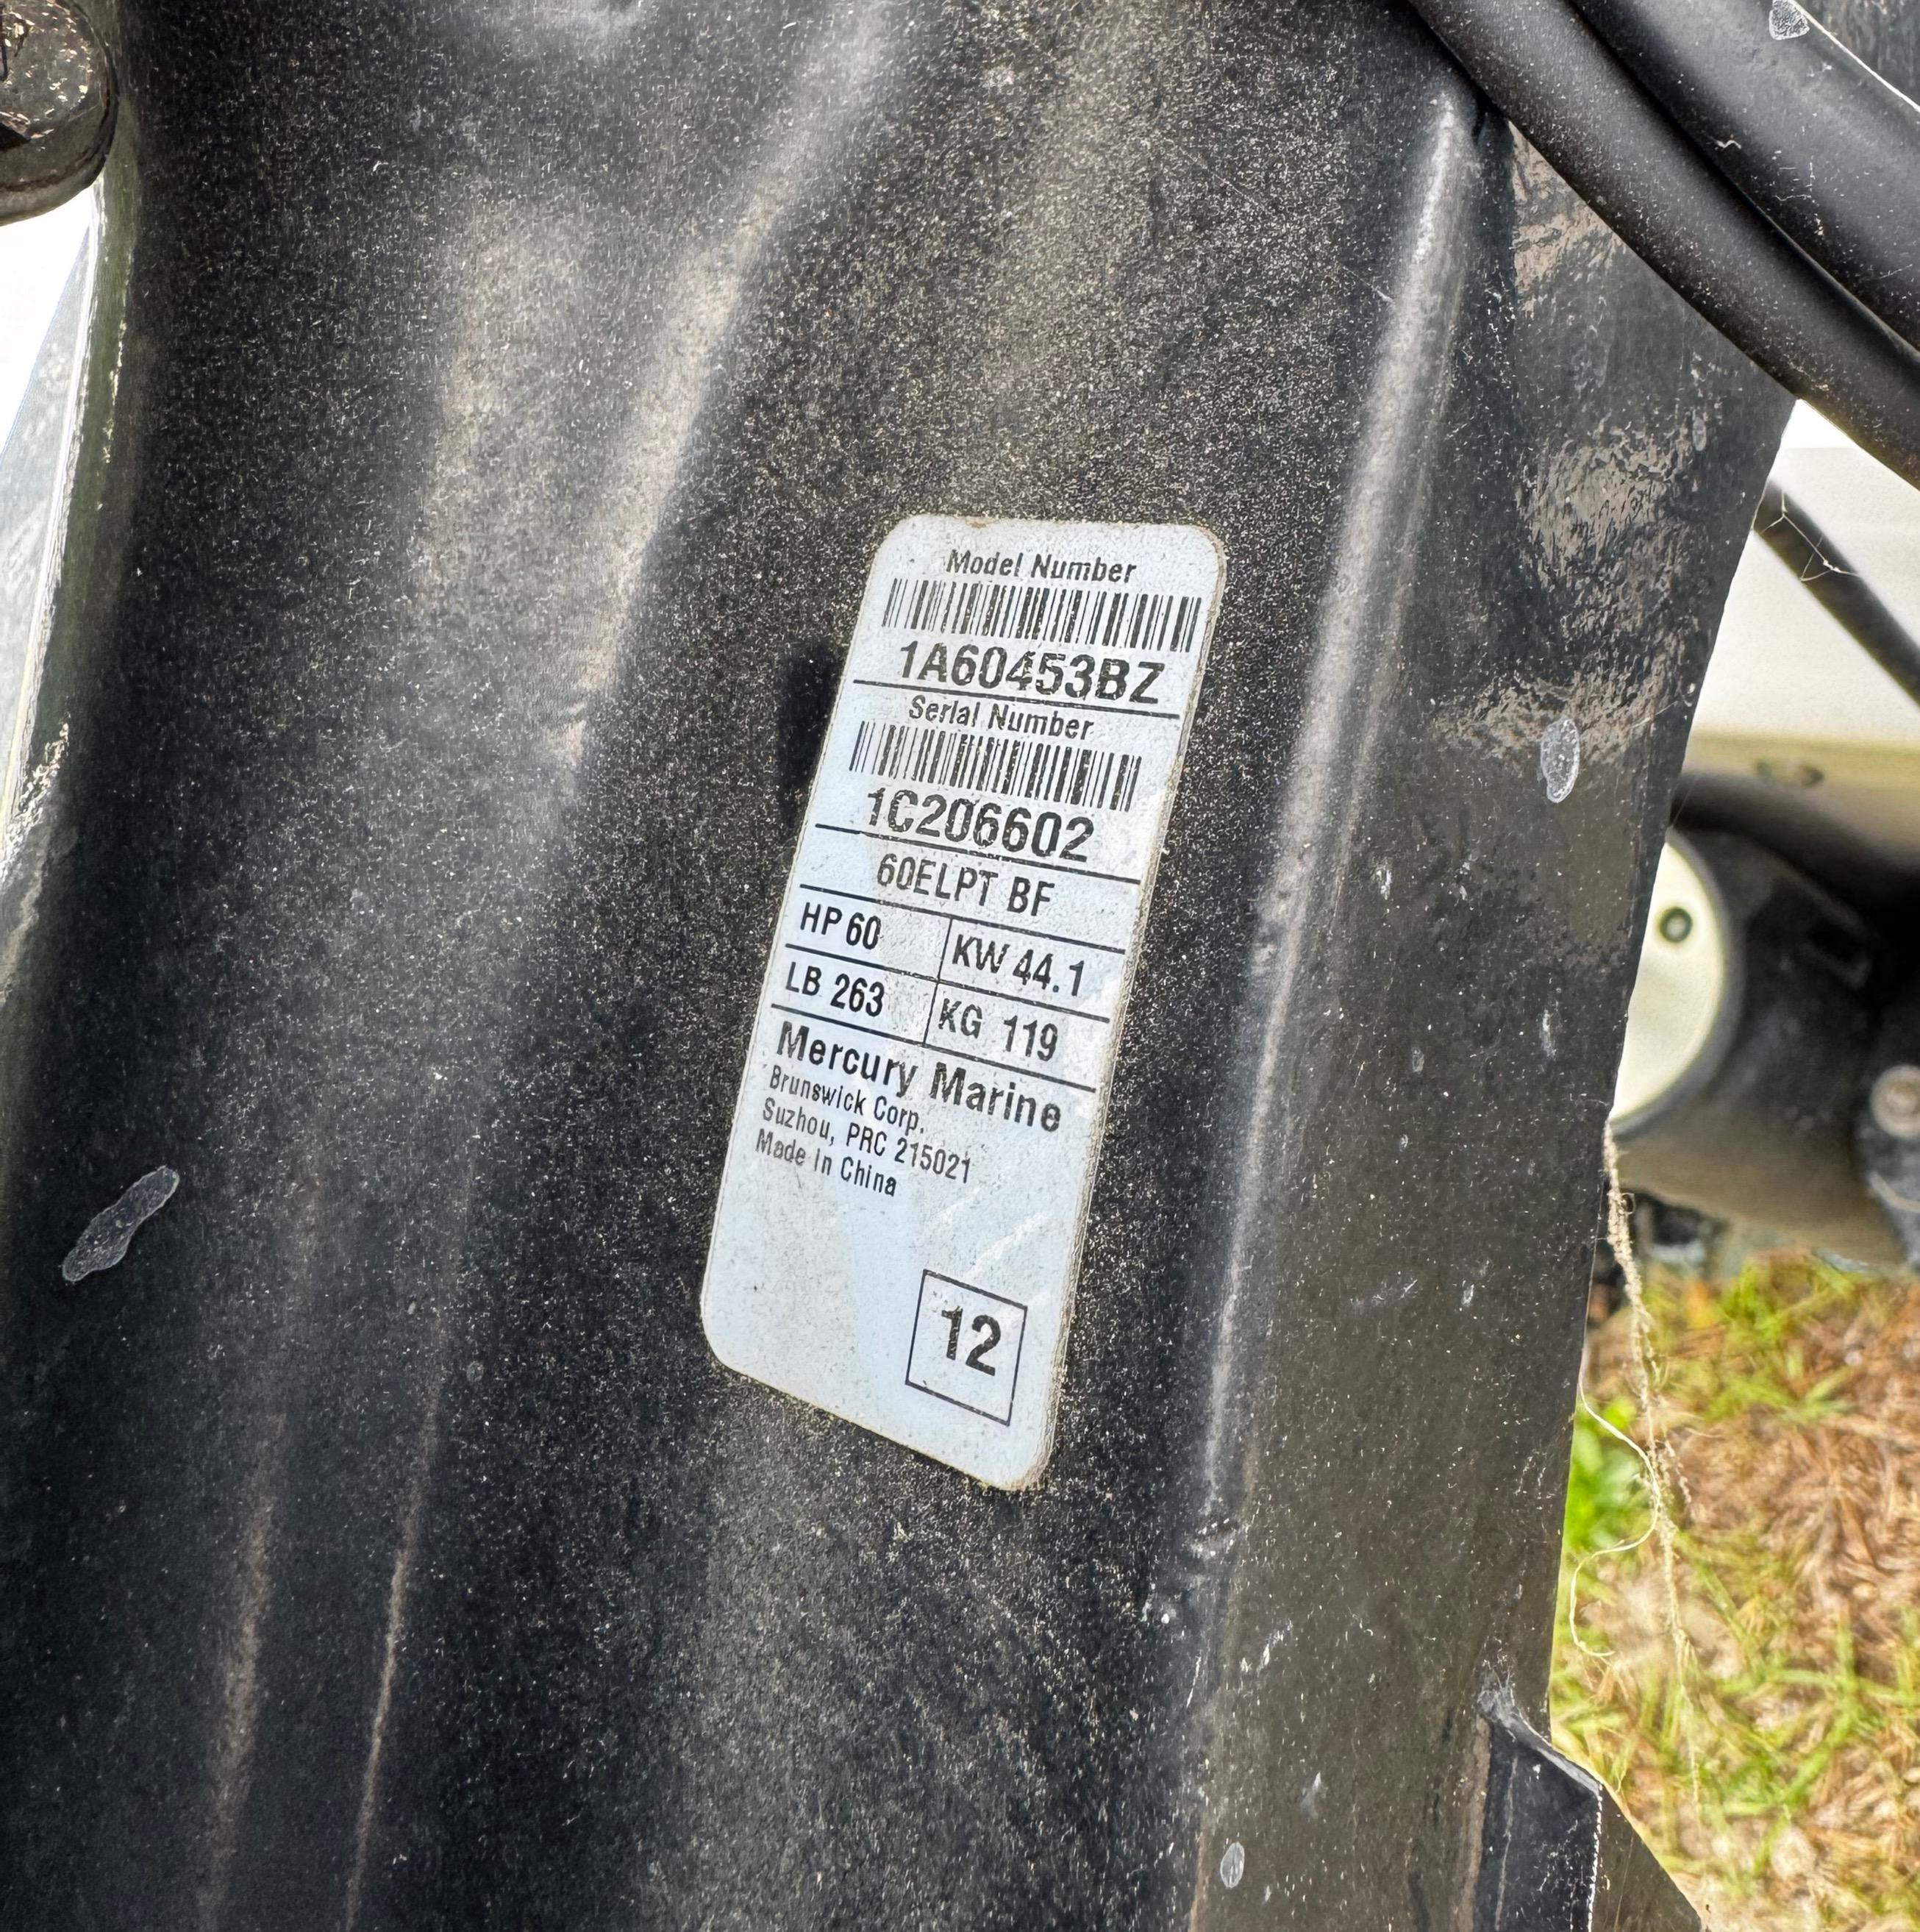 Model Number
1A60453BZ
Serial Number
1C206602
60ELPT BF
HP 60 KW 44.1
LB 263 KG 119
Mercury Marine
Brunswick Corp.
Suzhou, PRC 215021
Made in China
12